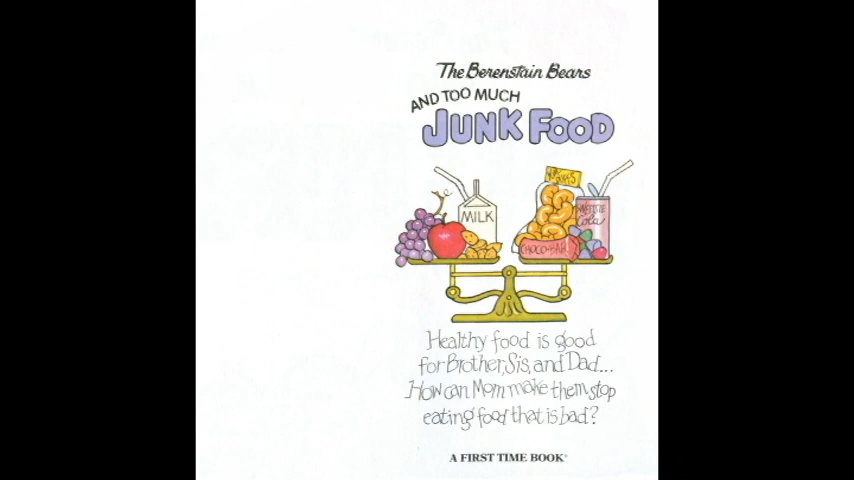 The Berenstain Bears
AND TOO MUCH
JUNK FOOD
MILK
Cola
CHOCO-BAR
Healthy food is good
for Brother, Sis, and Dad...
How can Mom make them stop
eating food that is bad?
A FIRST TIME BOOK®